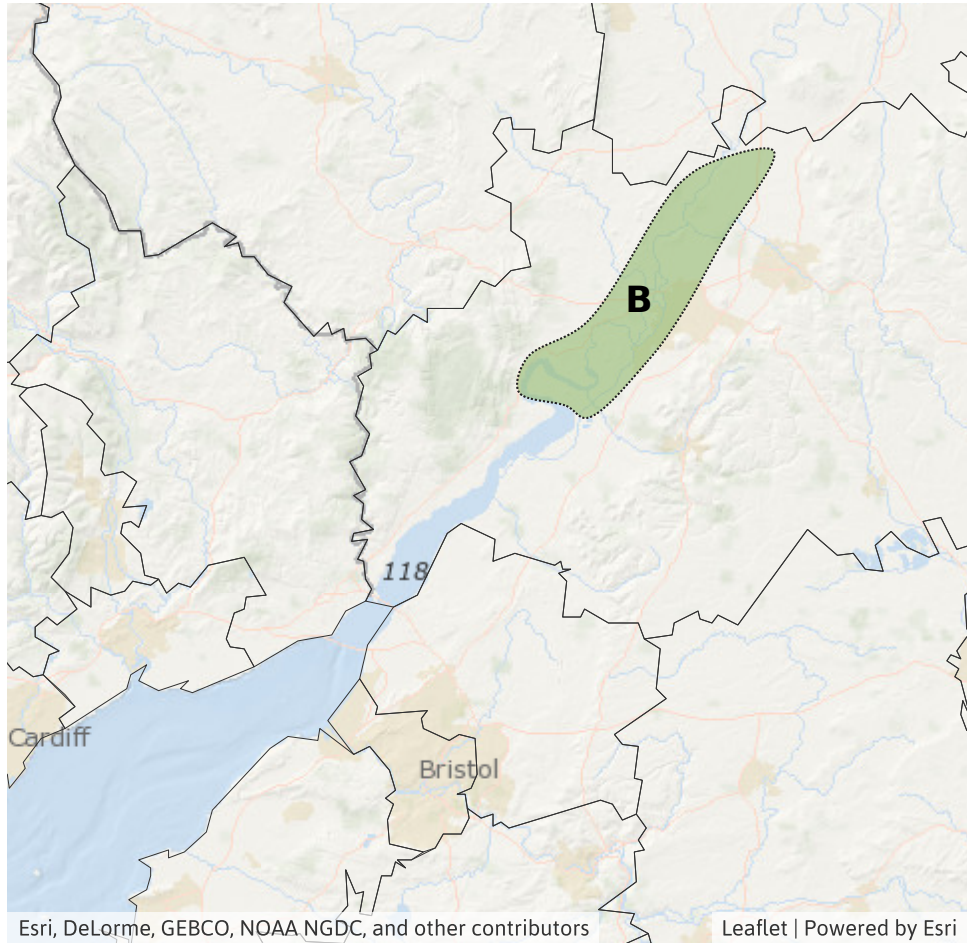 B
118
Cardiff
Bristol
Esri, DeLorme, GEBCO, NOAA NGDC, and other contributors
Leaflet | Powered by Esri